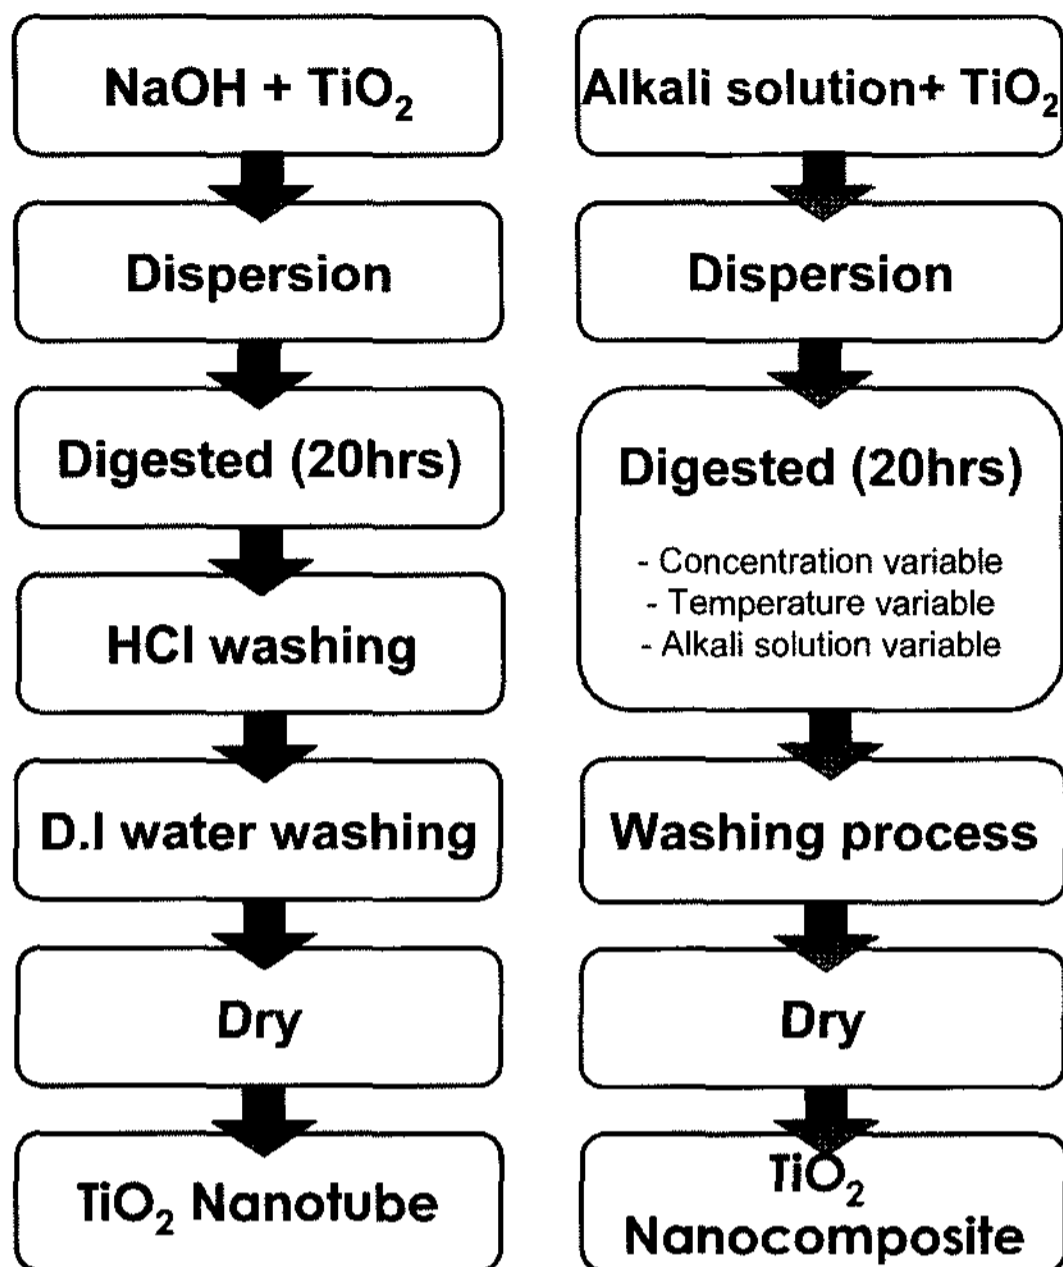 NaOH + TiO₂
Dispersion
Digested (20hrs)
HCl washing
D.I water washing
Dry
TiO₂ Nanotube
Alkali solution+ TiO₂
Dispersion
Digested (20hrs)
- Concentration variable
- Temperature variable
- Alkali solution variable
Washing process
Dry
TiO₂
Nanocomposite